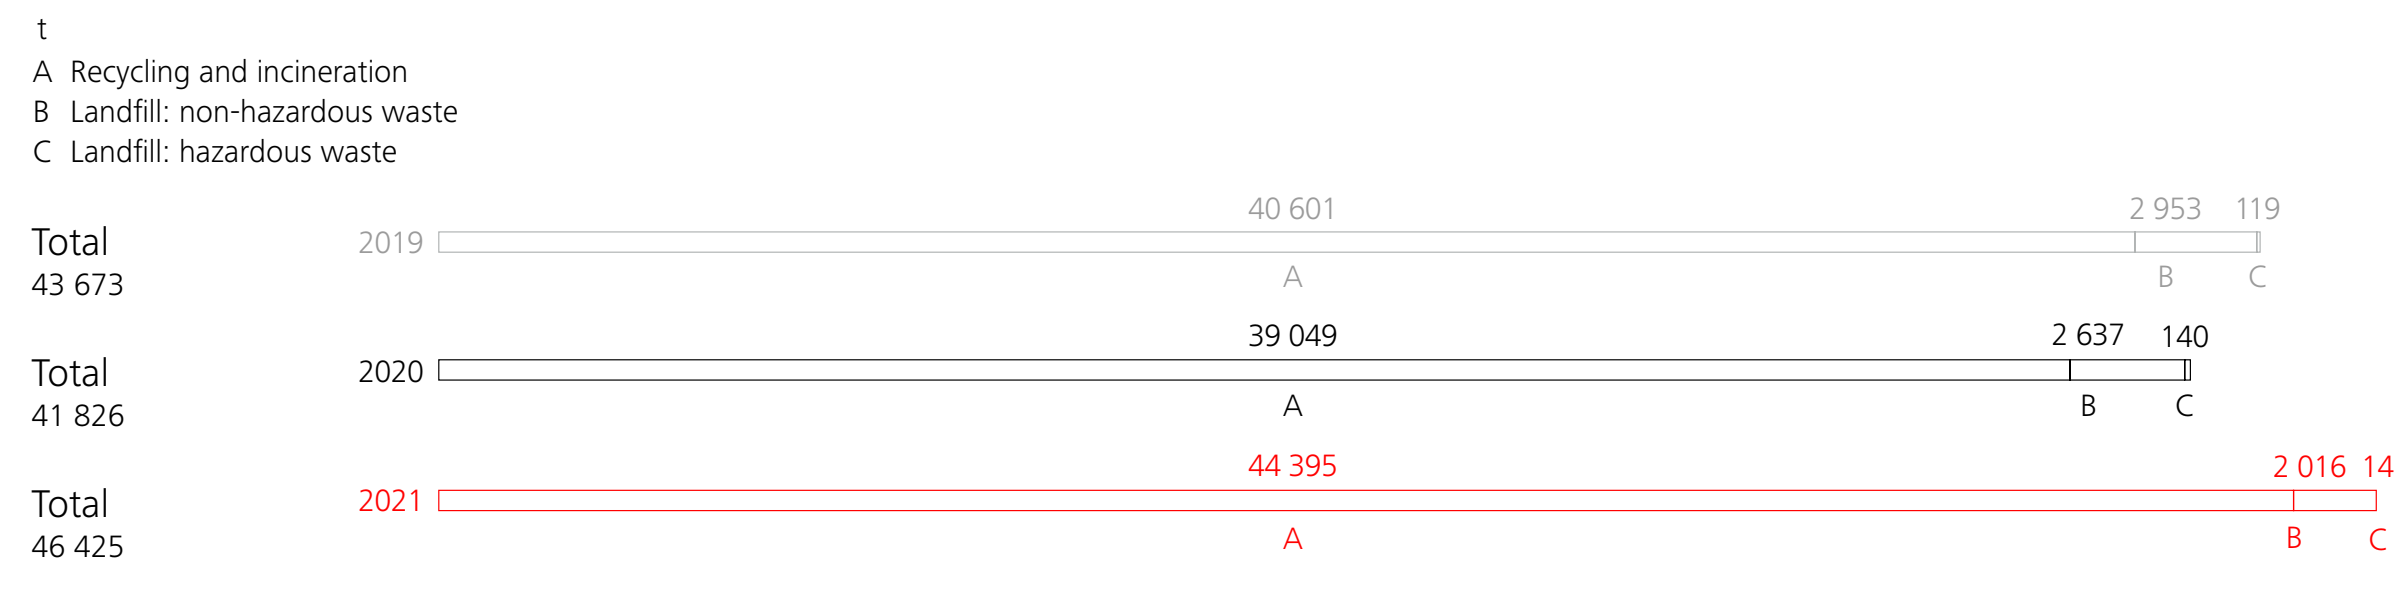 t
A Recycling and incineration
B Landfill: non-hazardous waste
C Landfill: hazardous waste
40 601 2 953 119
Total 2019
43 673 A B C
39 049 2 637 140
Total 2020
41 826 A B C
44 395 2 016 14
Total 2021
46 425 A B C